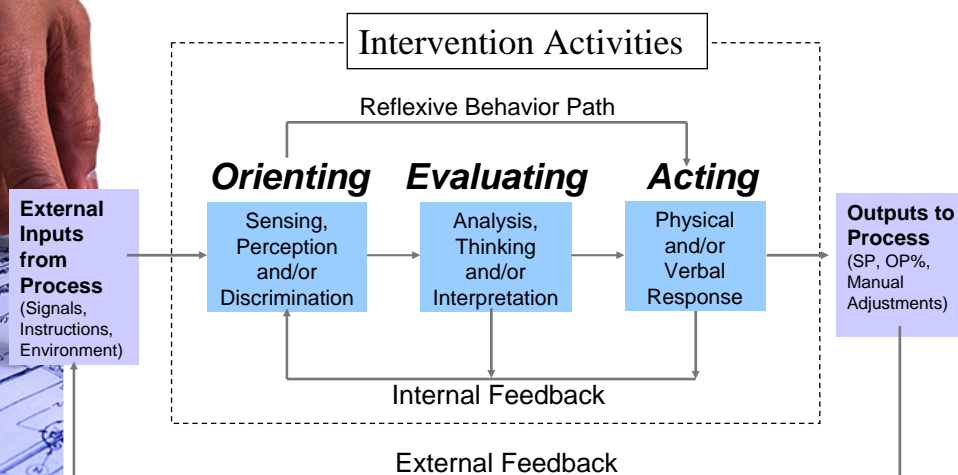 Intervention Activities
Reflexive Behavior Path
Orienting
Evaluating
Acting
External
Inputs
from
Process
(Signals,
Instructions,
Environment)
Sensing,
Perception
and/or
Discrimination
Analysis,
Thinking
and/or
Interpretation
Physical
and/or
Verbal
Response
Outputs to
Process
(SP, OP%,
Manual
Adjustments)
Internal Feedback
External Feedback